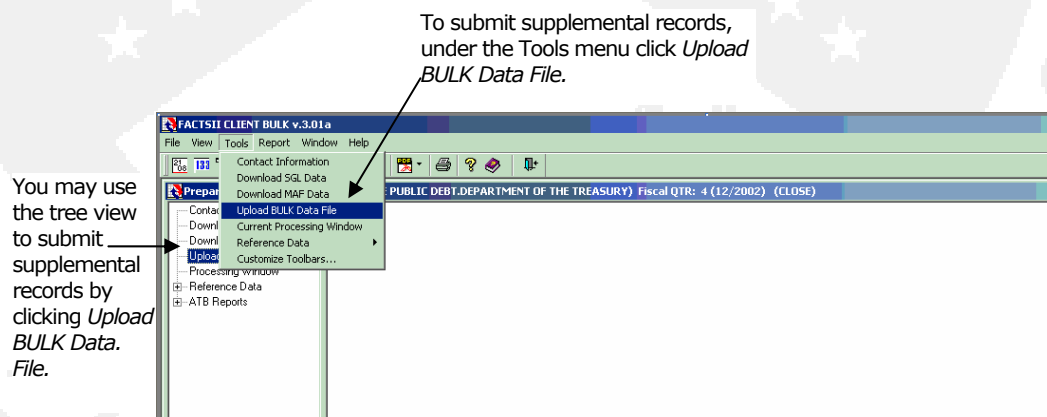 To submit supplemental records,
under the Tools menu click Upload
BULK Data File.
You may use
the tree view
to submit
supplemental
records by
clicking Upload
BULK Data.
File.
FACTSII CLIENT BULK v.3.01a
File View Tools Report Window Help
Contact Information
Download SGL Data
Download MAF Data
Upload BULK Data File
Current Processing Window
Reference Data
Customize Toolbars...
Prepar
PUBLIC DEBT.DEPARTMENT OF THE TREASURY) Fiscal QTR: 4 (12/2002) (CLOSE)
Contac
Downl
Downl
Upload
Processing Window
Reference Data
ATB Reports